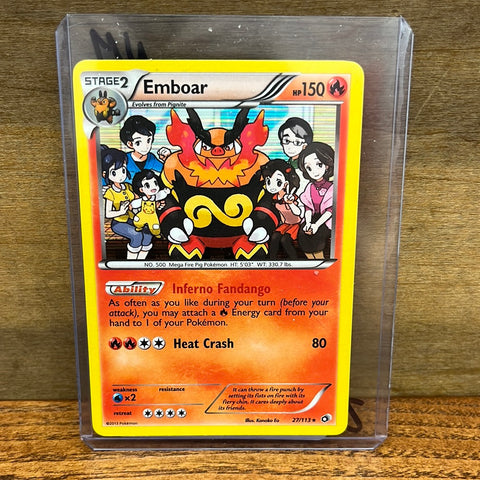 STAGE2
Emboar
HP150
Evolves from Pignite
NO. 500 Mega Fire Pig Pokémon HT: 5'03" WT: 330.7 lbs.
Ability Inferno Fandango
As often as you like during your turn (before your
attack), you may attach a Energy card from your
hand to 1 of your Pokémon.
Heat Crash 80
weakness
resistance
×2
retreat
It can throw a fire punch by
setting its fists on fire with its
fiery chin. It cares deeply about
its friends.
©2013 Pokémon
Illus. Kanako Eo
27/113 ★